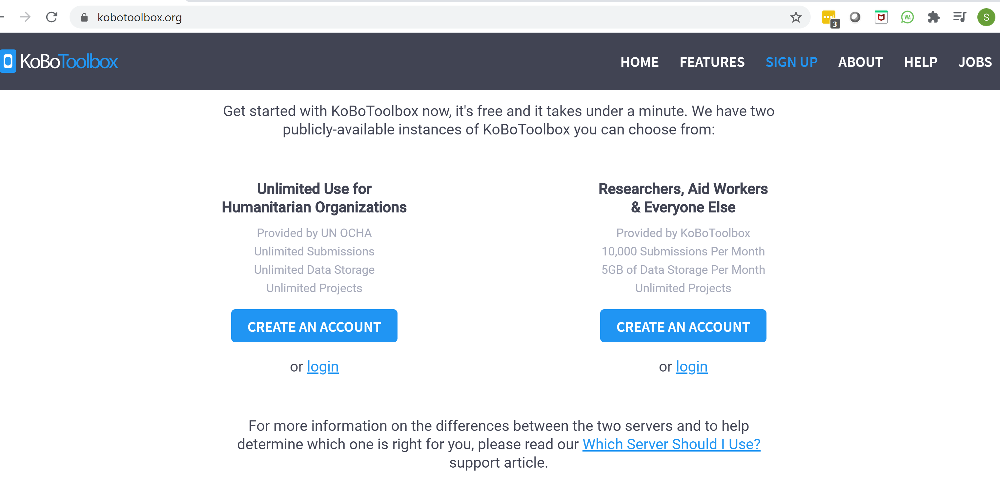 kobotoolbox.org
3
WA
S
KoBoToolbox
HOME FEATURES SIGN UP ABOUT HELP JOBS
Get started with KoBoToolbox now, it's free and it takes under a minute. We have two
publicly-available instances of KoBoToolbox you can choose from:
Unlimited Use for
Humanitarian Organizations
Provided by UN OCHA
Unlimited Submissions
Unlimited Data Storage
Unlimited Projects
CREATE AN ACCOUNT
or login
Researchers, Aid Workers
& Everyone Else
Provided by KoBoToolbox
10,000 Submissions Per Month
5GB of Data Storage Per Month
Unlimited Projects
CREATE AN ACCOUNT
or login
For more information on the differences between the two servers and to help
determine which one is right for you, please read our Which Server Should I Use?
support article.